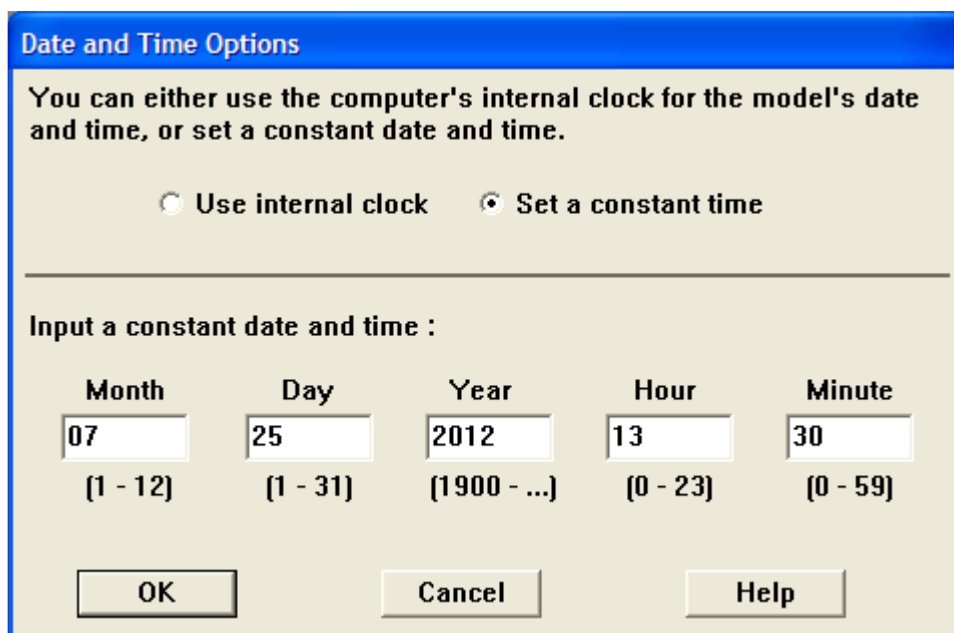 Date and Time Options
You can either use the computer's internal clock for the model's date
and time, or set a constant date and time.
Use internal clock Set a constant time
Input a constant date and time :
Month Day Year Hour Minute
07 25 2012 13 30
(1 - 12) (1 - 31) (1900 - ...) (0 - 23) (0 - 59)
OK Cancel Help